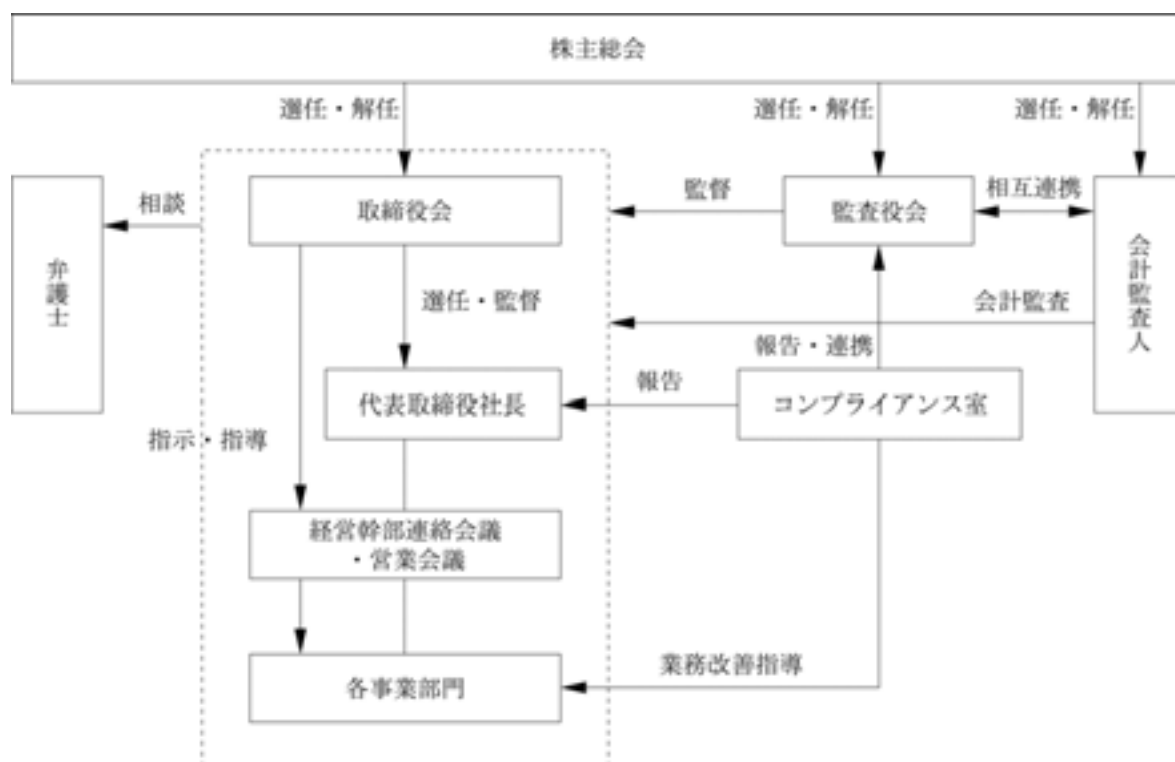 株主総会
選任・解任
選任・解任
選任・解任
相談
取締役会
監督
監査役会
相互連携
弁護士
会計監査人
選任・監督
会計監査
報告・連携
代表取締役社長
報告
コンプライアンス室
指示・指導
経営幹部連絡会議
・営業会議
業務改善指導
各事業部門